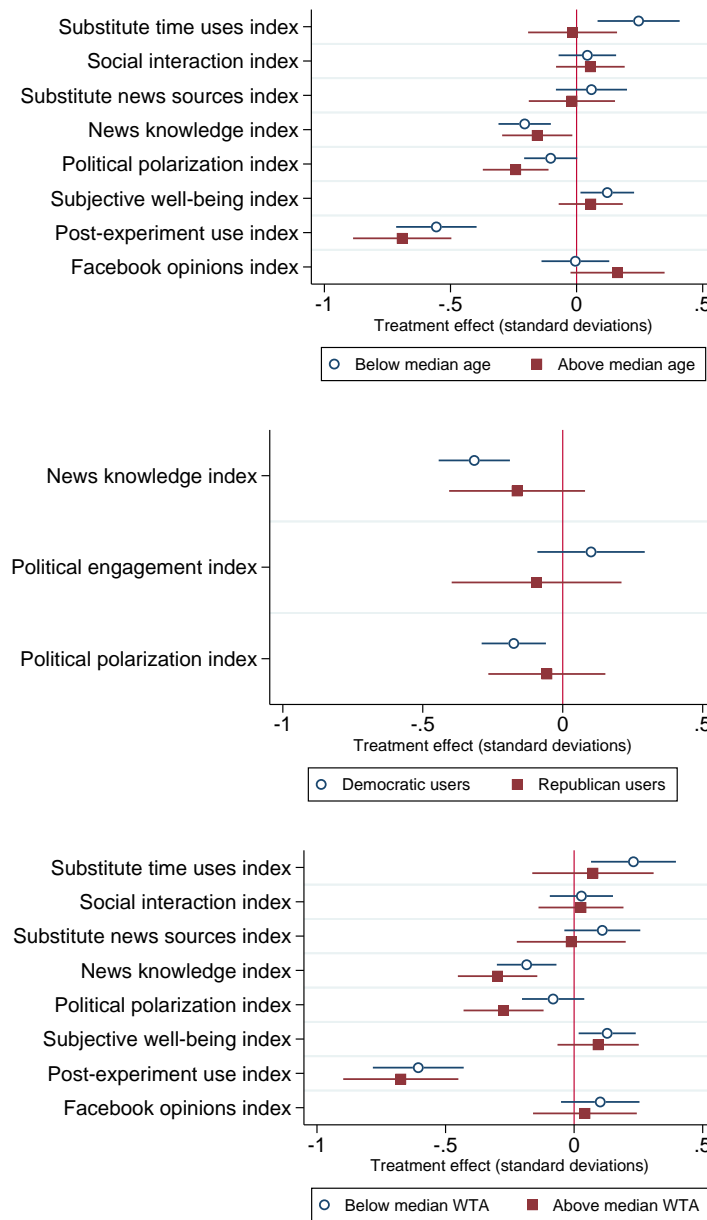 Substitute time uses index
Social interaction index
Substitute news sources index
News knowledge index
Political polarization index
Subjective well-being index
Post-experiment use index
Facebook opinions index
-1 -.5 0 .5
Treatment effect (standard deviations)
Below median age Above median age
News knowledge index
Political engagement index
Political polarization index
-1 -.5 0 .5
Treatment effect (standard deviations)
Democratic users Republican users
Substitute time uses index
Social interaction index
Substitute news sources index
News knowledge index
Political polarization index
Subjective well-being index
Post-experiment use index
Facebook opinions index
-1 -.5 0 .5
Treatment effect (standard deviations)
Below median WTA Above median WTA